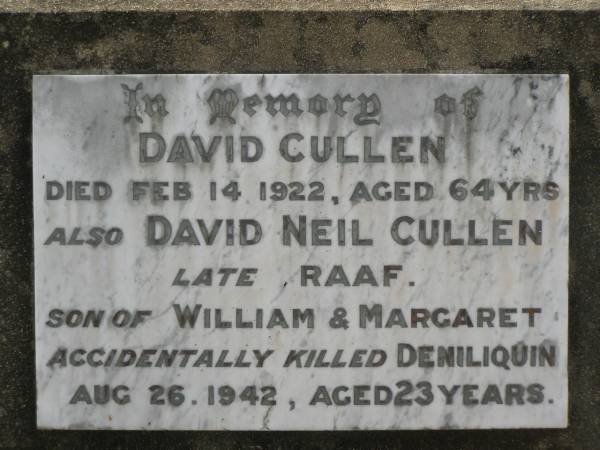 In Memory of
DAVID CULLEN
DIED FEB 14 1922, AGED 64 YRS
ALSO DAVID NEIL CULLEN
LATE RAAF.
SON OF WILLIAM & MARGARET
ACCIDENTALLY KILLED DENILIQUIN
AUG 26. 1942, AGED 23 YEARS.